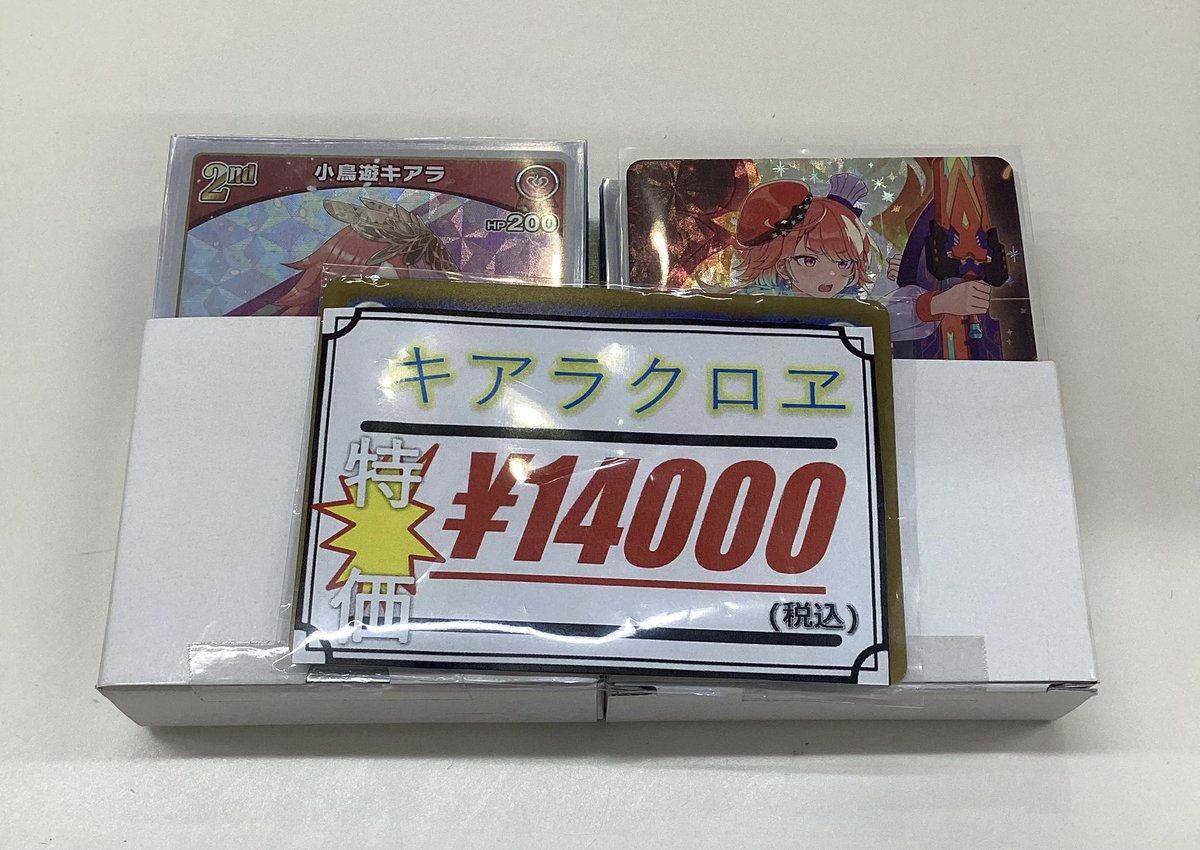 2nd
小鳥遊キアラ
HP200
キアラクロヱ
特価
¥14000
(税込)